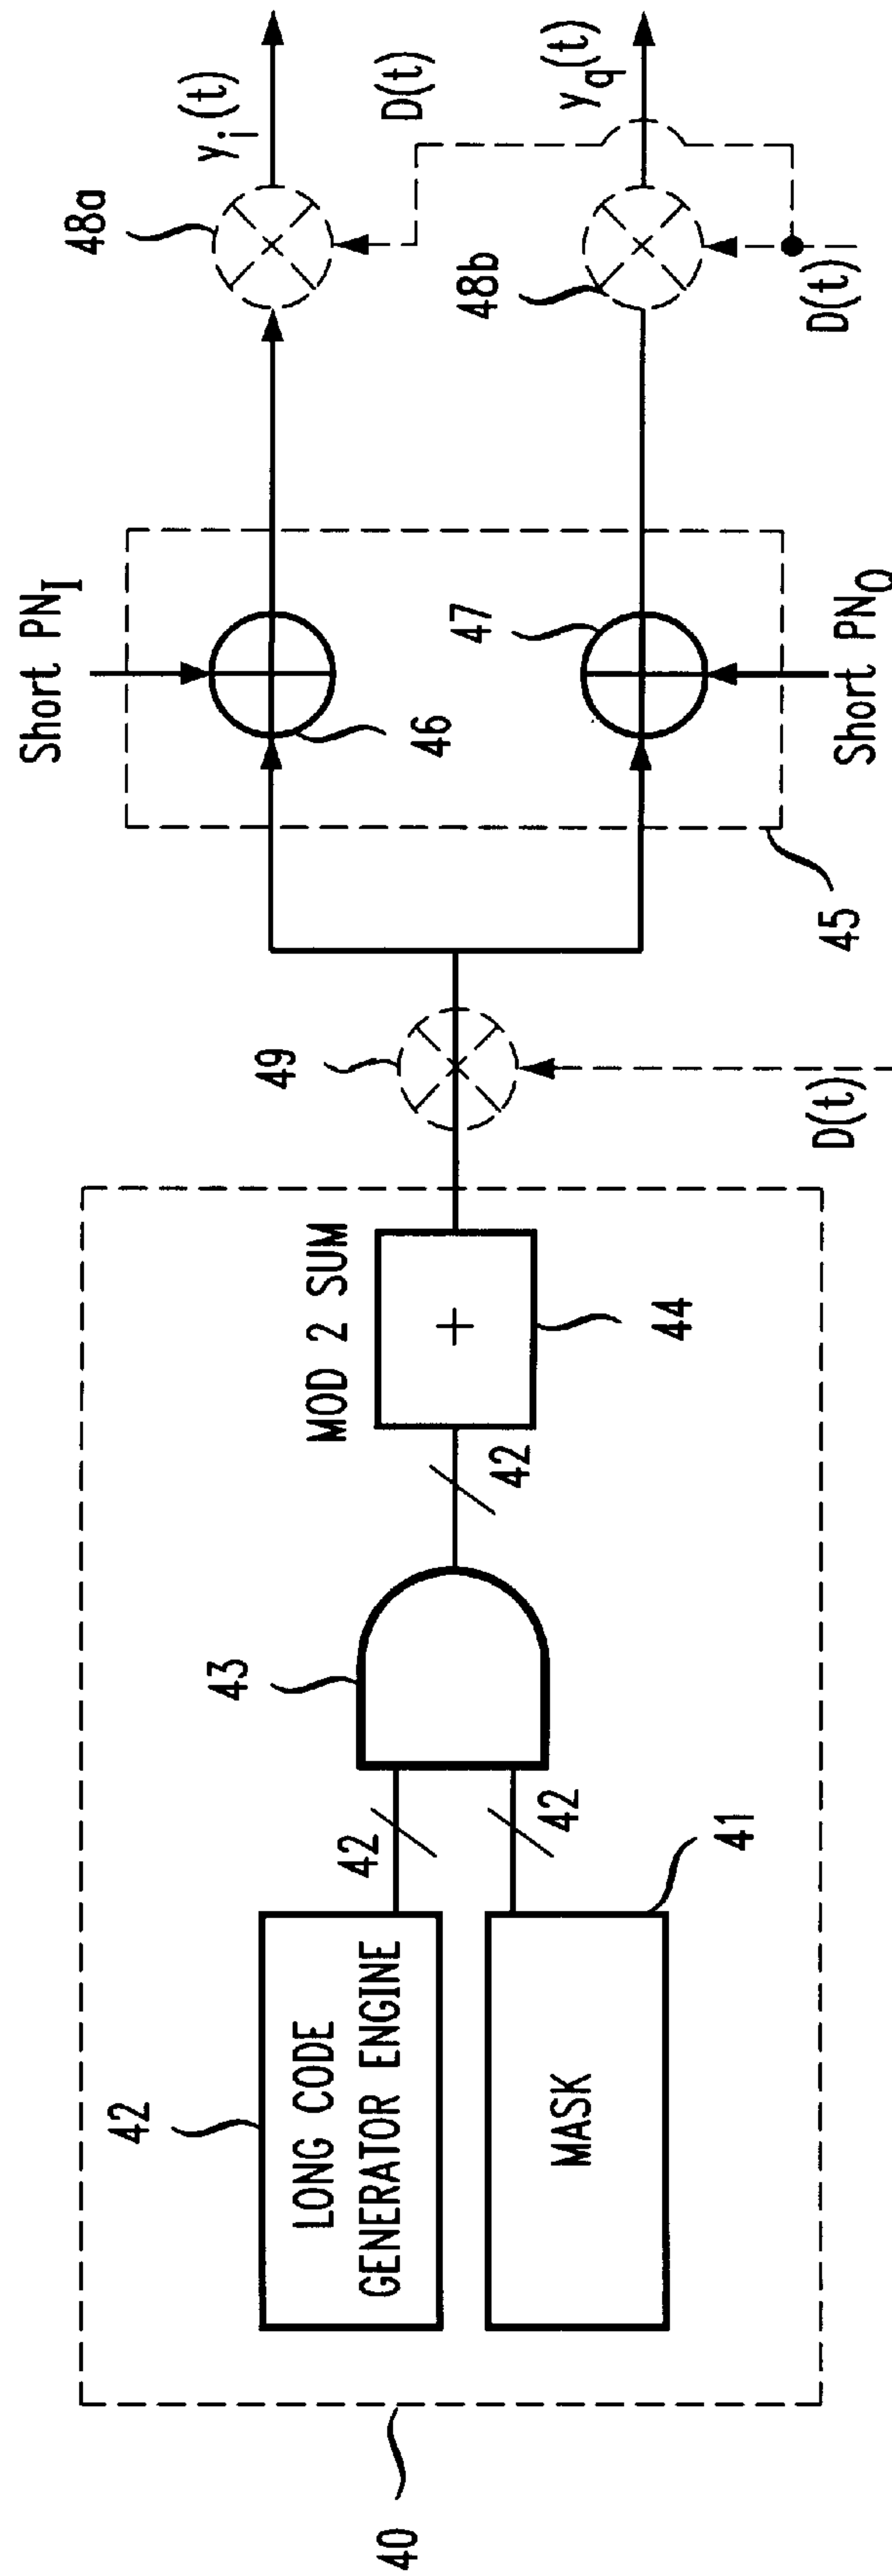 40
42
LONG CODE
GENERATOR ENGINE
42
MASK
42
41
43
42
MOD 2 SUM
+
44
49
D(t)
Short PN_I
46
47
Short PN_Q
45
48a
y_i(t)
D(t)
48b
y_q(t)
D(t)